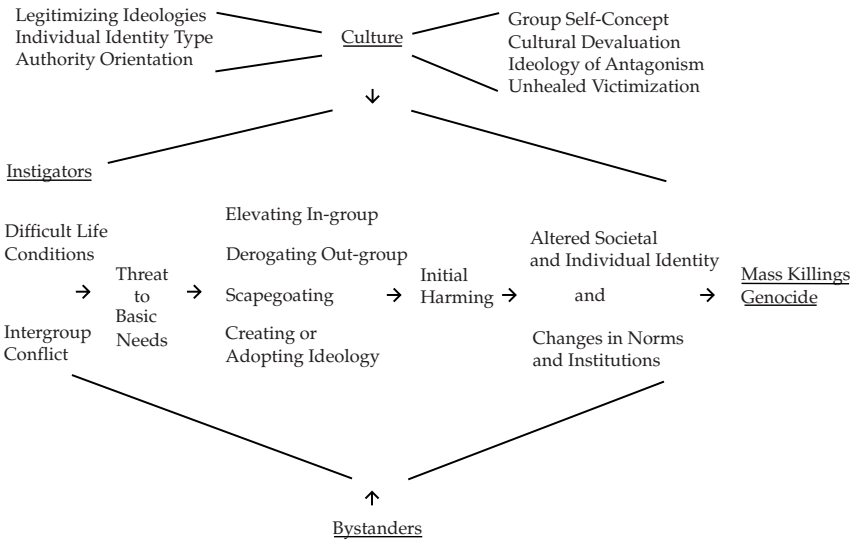 Legitimizing Ideologies
Individual Identity Type
Authority Orientation
Culture
Group Self-Concept
Cultural Devaluation
Ideology of Antagonism
Unhealed Victimization
Instigators
Difficult Life
Conditions
Intergroup
Conflict
Threat
to
Basic
Needs
Elevating In-group
Derogating Out-group
Scapegoating
Creating or
Adopting Ideology
Initial
Harming
Altered Societal
and Individual Identity
and
Changes in Norms
and Institutions
Mass Killings
Genocide
Bystanders